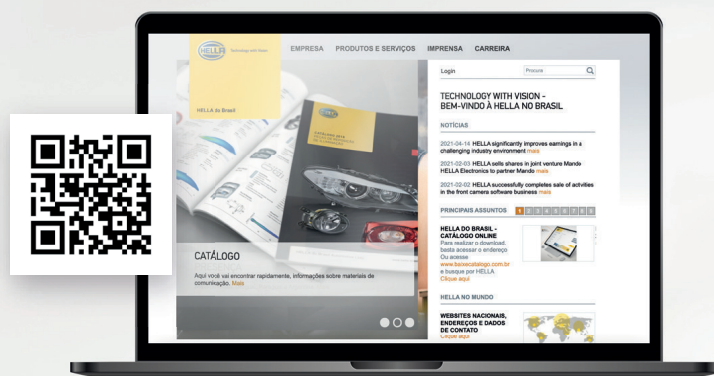 HELLA
Technology with Vision
EMPRESA PRODUTOS E SERVIÇOS IMPRENSA CARREIRA
HELLA do Brasil
CATÁLOGO
Aqui você vai encontrar rapidamente, informações sobre materiais de
comunicação. Mais
Login
Procura
TECHNOLOGY WITH VISION -
BEM-VINDO À HELLA NO BRASIL
NOTÍCIAS
2021-04-14 HELLA significantly improves earnings in a
challenging industry environment mais
2021-02-03 HELLA sells shares in joint venture Mando
HELLA Electronics to partner Mando mais
2021-02-02 HELLA successfully completes sale of actvities
in the front camera software business mais
PRINCIPAIS ASSUNTOS 1 2 3 4 5 6 7 8 9
HELLA DO BRASIL -
CATÁLOGO ONLINE
Para realizar o download,
basta acessar o endereço
Ou acesse
www.baixecatalogo.com.br
e busque por HELLA
Clique aqui
HELLA NO MUNDO
WEBSITES NACIONAIS,
ENDEREÇOS E DADOS
DE CONTATO
Clique aqui